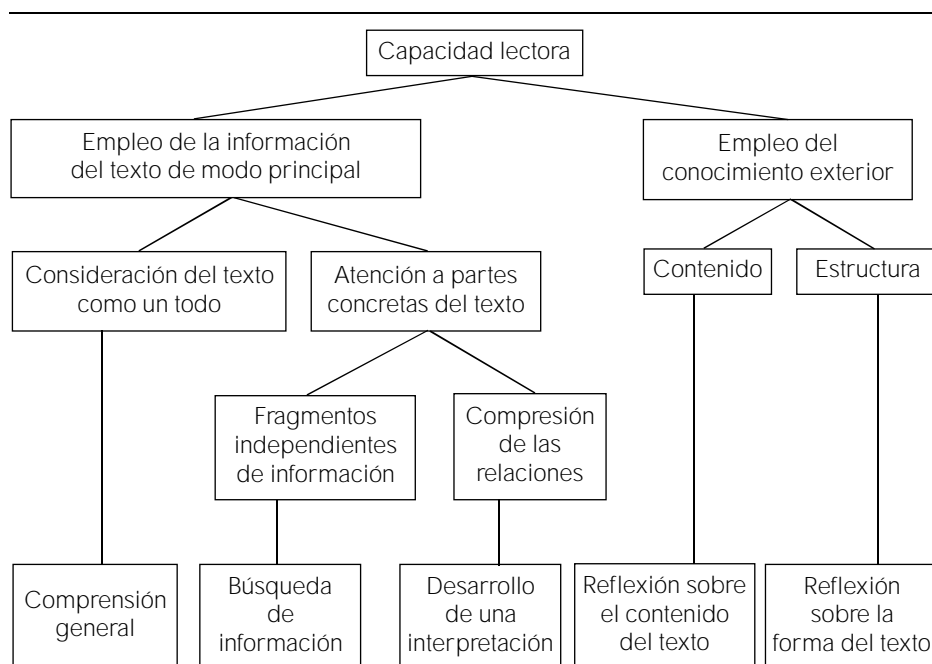 Capacidad lectora
Empleo de la información
del texto de modo principal
Empleo del
conocimiento exterior
Consideración del texto
como un todo
Atención a partes
concretas del texto
Contenido
Estructura
Fragmentos
independientes
de información
Compresión
de las
relaciones
Comprensión
general
Búsqueda
de
información
Desarrollo
de una
interpretación
Reflexión sobre
el contenido
del texto
Reflexión
sobre la
forma del texto